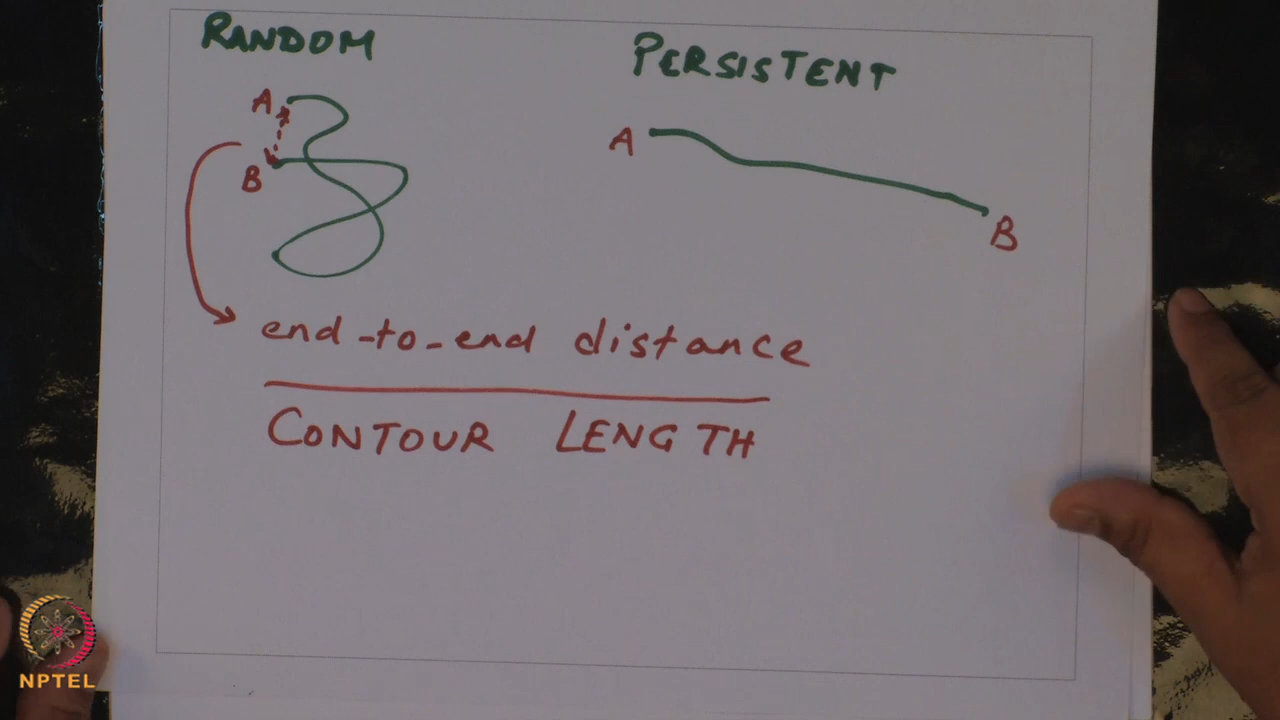 RANDOM
PERSISTENT
A
B
A
B
end-to-end distance
CONTOUR LENGTH
NPTEL